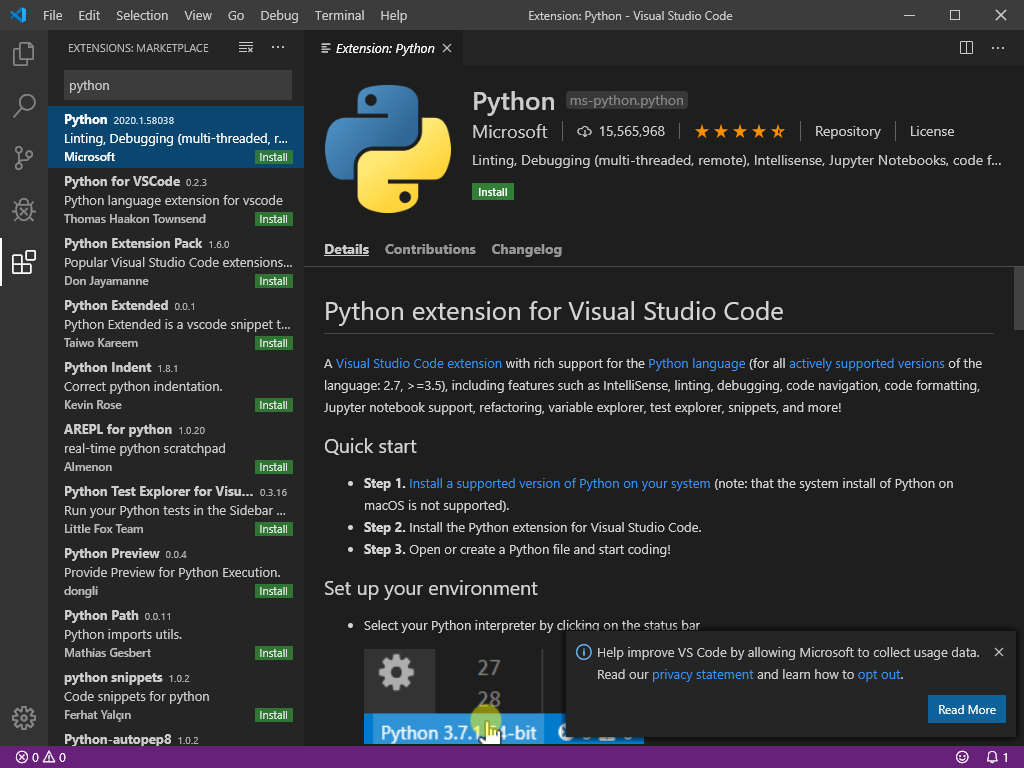 File Edit Selection View Go Debug Terminal Help Extension: Python - Visual Studio Code
EXTENSIONS: MARKETPLACE
python
Python 2020.1.58038
Linting, Debugging (multi-threaded, r...
Microsoft Install
Python for VSCode 0.2.3
Python language extension for vscode
Thomas Haakon Townsend Install
Python Extension Pack 1.6.0
Popular Visual Studio Code extensions...
Don Jayamanne Install
Python Extended 0.0.1
Python Extended is a vscode snippet t...
Taiwo Kareem Install
Python Indent 1.8.1
Correct python indentation.
Kevin Rose Install
AREPL for python 1.0.20
real-time python scratchpad
Almenon Install
Python Test Explorer for Visu... 0.3.16
Run your Python tests in the Sidebar ...
Little Fox Team Install
Python Preview 0.0.4
Provide Preview for Python Execution.
dongli Install
Python Path 0.0.11
Python imports utils.
Mathias Gesbert Install
python snippets 1.0.2
Code snippets for python
Ferhat Yalçın Install
Python-autopep8 1.0.2
Extension: Python
Python ms-python.python
Microsoft 15,565,968 Repository License
Linting, Debugging (multi-threaded, remote), Intellisense, Jupyter Notebooks, code f...
Install
Details Contributions Changelog
Python extension for Visual Studio Code
A Visual Studio Code extension with rich support for the Python language (for all actively supported versions of the
language: 2.7, >=3.5), including features such as IntelliSense, linting, debugging, code navigation, code formatting,
Jupyter notebook support, refactoring, variable explorer, test explorer, snippets, and more!
Quick start
• Step 1. Install a supported version of Python on your system (note: that the system install of Python on
macOS is not supported).
• Step 2. Install the Python extension for Visual Studio Code.
• Step 3. Open or create a Python file and start coding!
Set up your environment
• Select your Python interpreter by clicking on the status bar
27
28
Python 3.7.1 -bit
Help improve VS Code by allowing Microsoft to collect usage data.
Read our privacy statement and learn how to opt out.
Read More
0 0 1